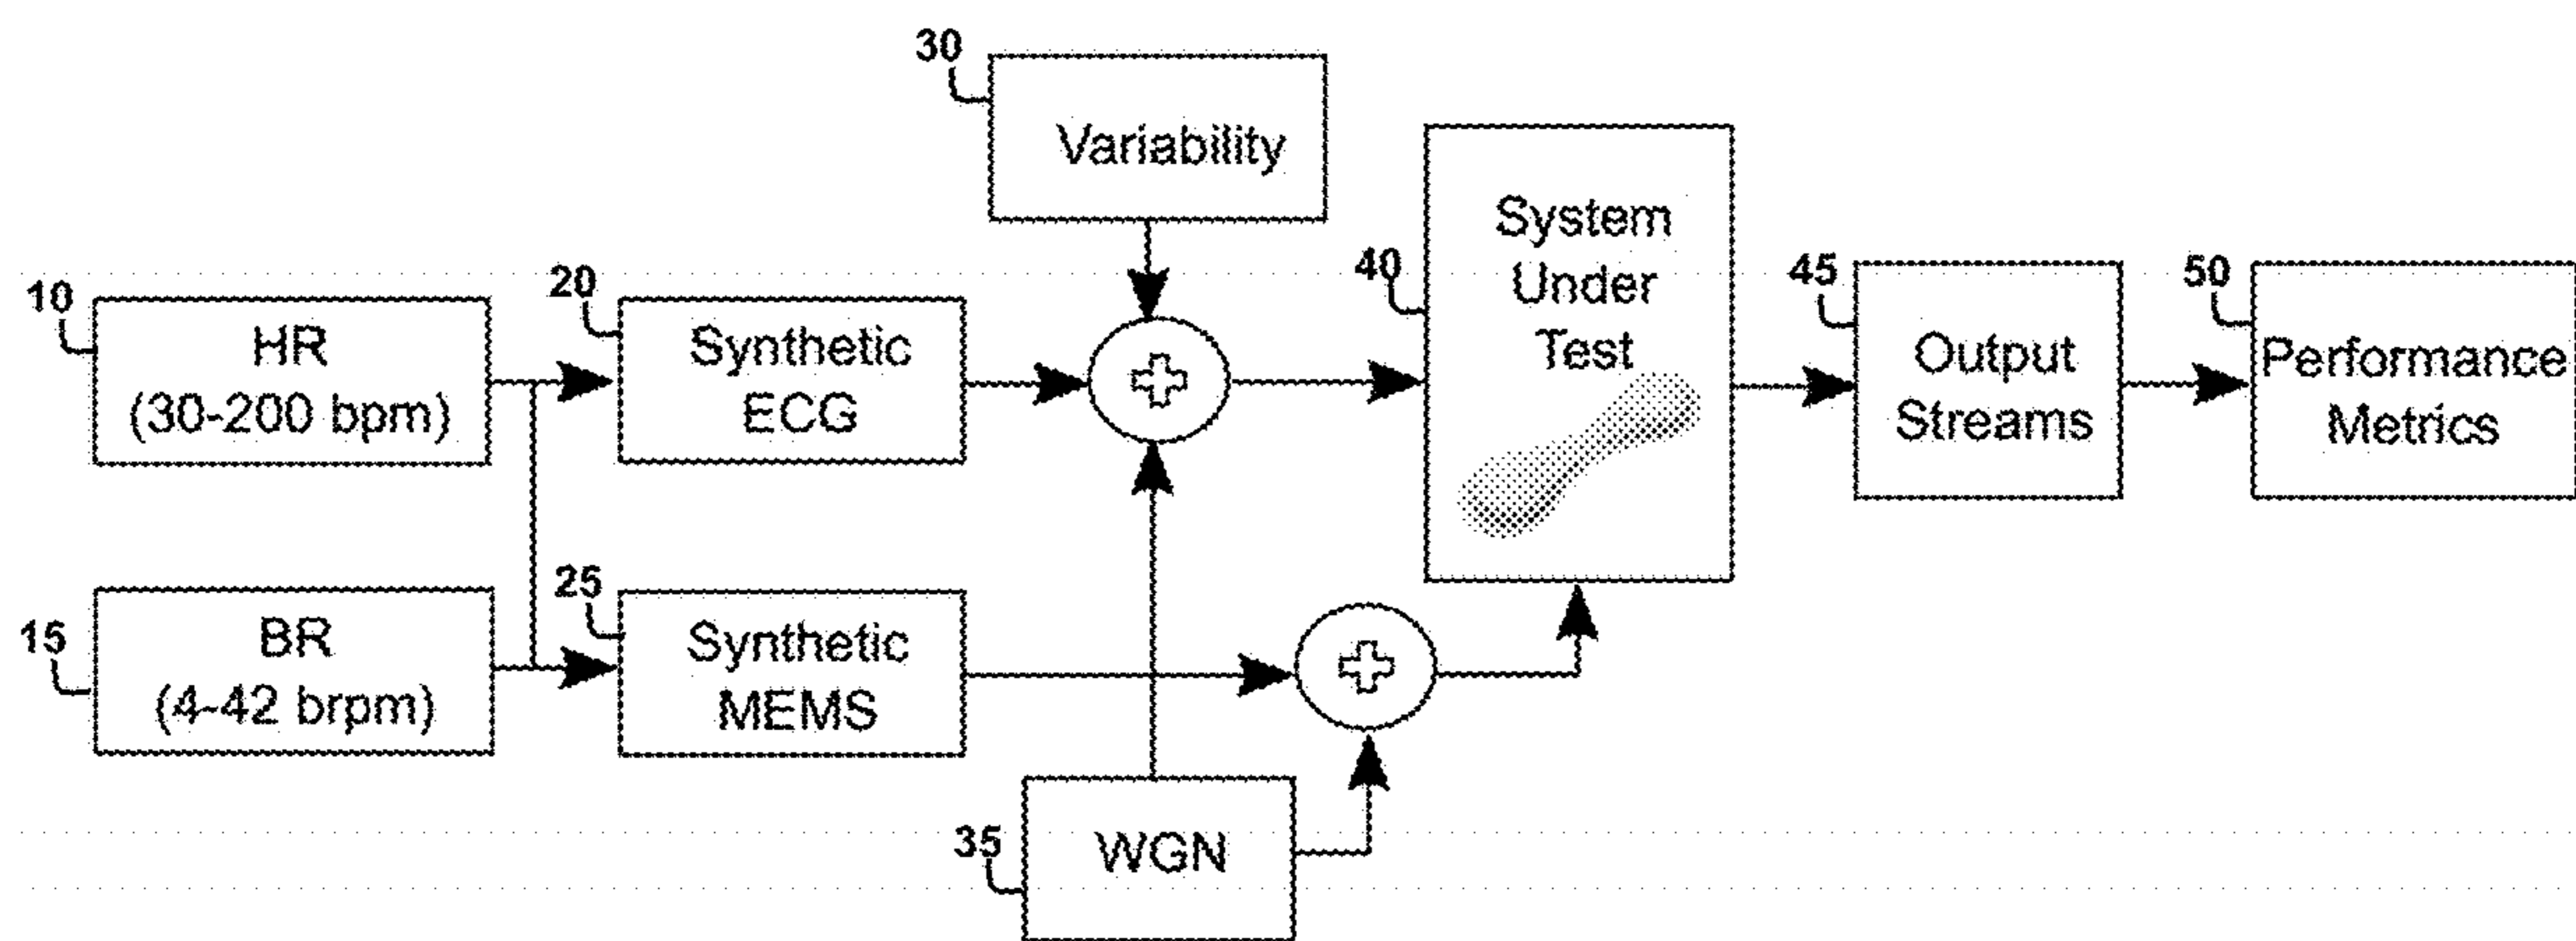 30
Variability
10
HR
(30-200 bpm)
20
Synthetic
ECG
40
System
Under
Test
45
Output
Streams
50
Performance
Metrics
15
BR
(4-42 brpm)
25
Synthetic
MEMS
35
WGN